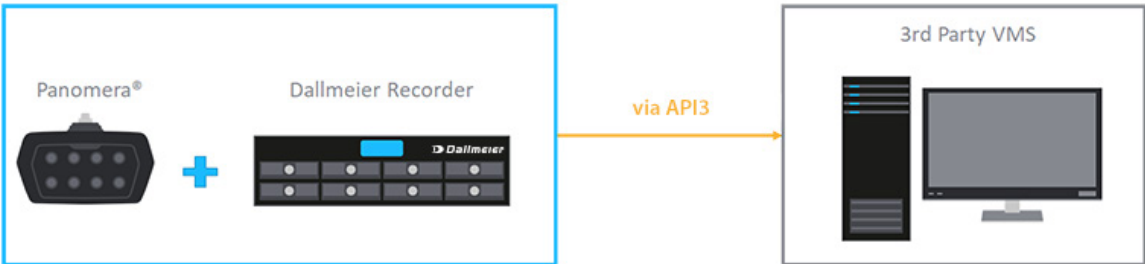 3rd Party VMS
Panomera®
Dallmeier Recorder
via API3
Dallmeier